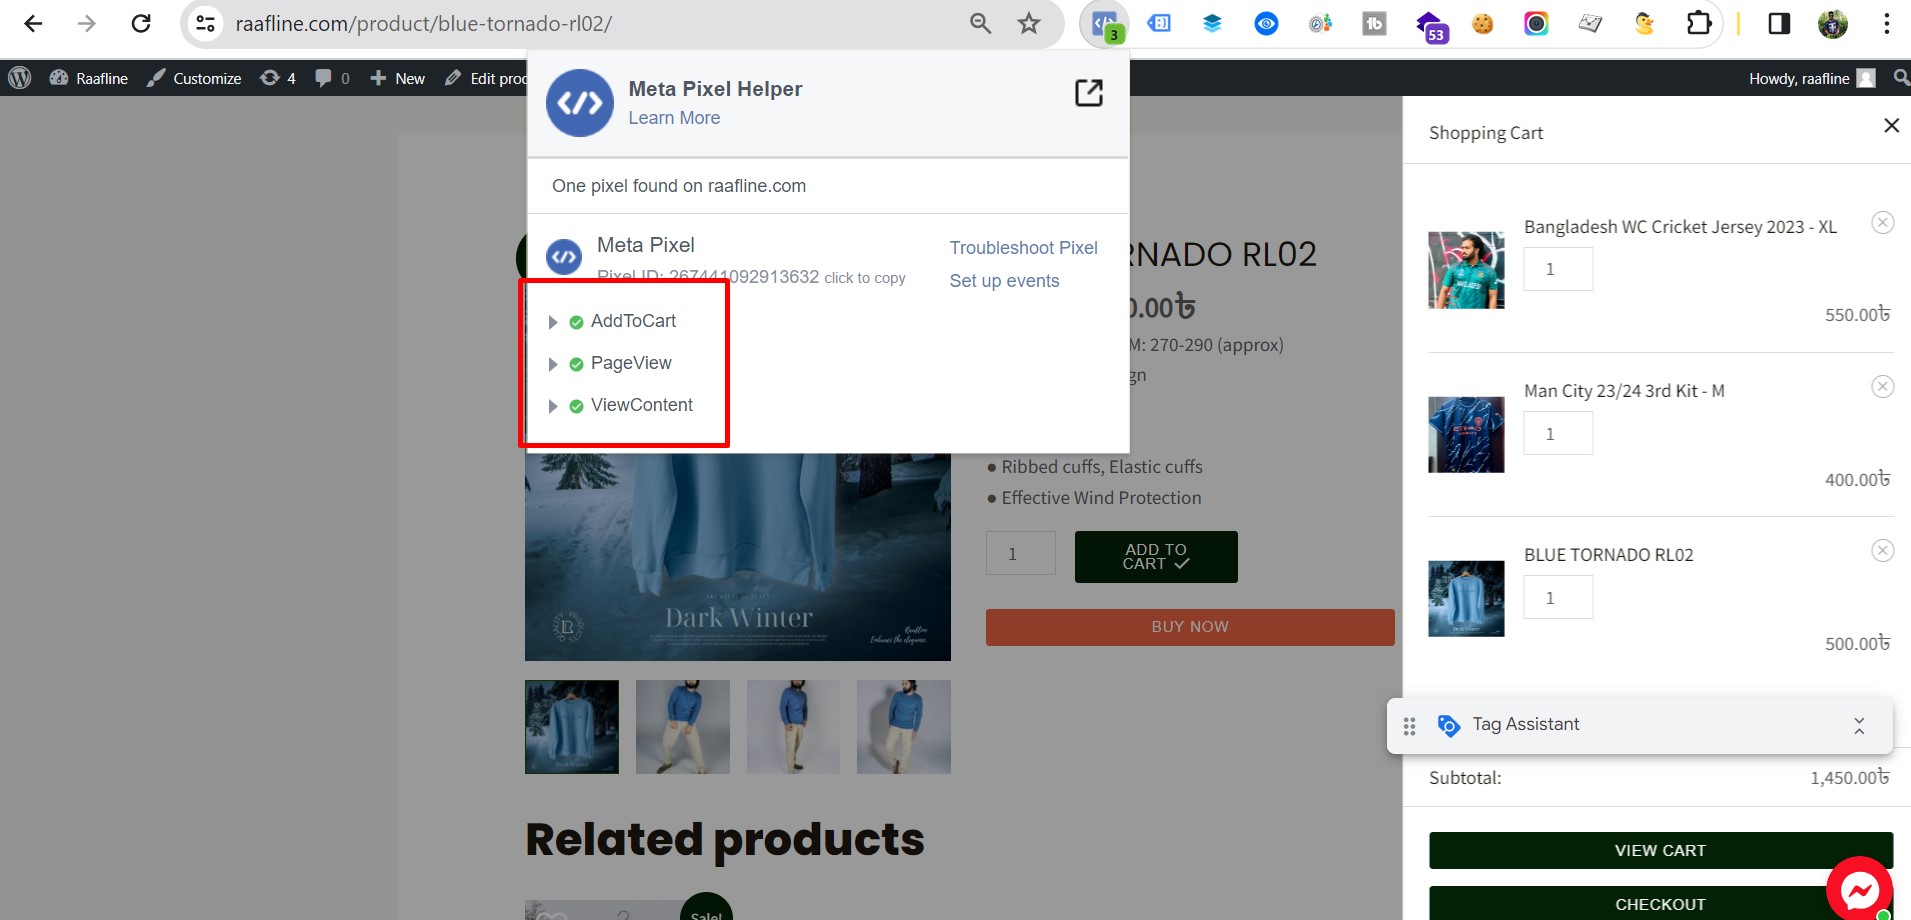 raafline.com/product/blue-tornado-rl02/
3
53
Raafline
Customize
4
0
New
Edit prod
Howdy, raafline
Meta Pixel Helper
Learn More
One pixel found on raafline.com
Meta Pixel
Troubleshoot Pixel
Pixel ID: 267441092913632 click to copy
Set up events
AddToCart
PageView
ViewContent
RNADO RL02
0.00৳
M: 270-290 (approx)
gn
● Ribbed cuffs, Elastic cuffs
● Effective Wind Protection
1
ADD TO
CART
BUY NOW
Dark Winter
Raafline
Embrace the elegance.
Related products
Sale!
Shopping Cart
Bangladesh WC Cricket Jersey 2023 - XL
1
550.00৳
Man City 23/24 3rd Kit - M
1
400.00৳
BLUE TORNADO RL02
1
500.00৳
Tag Assistant
Subtotal:
1,450.00৳
VIEW CART
CHECKOUT